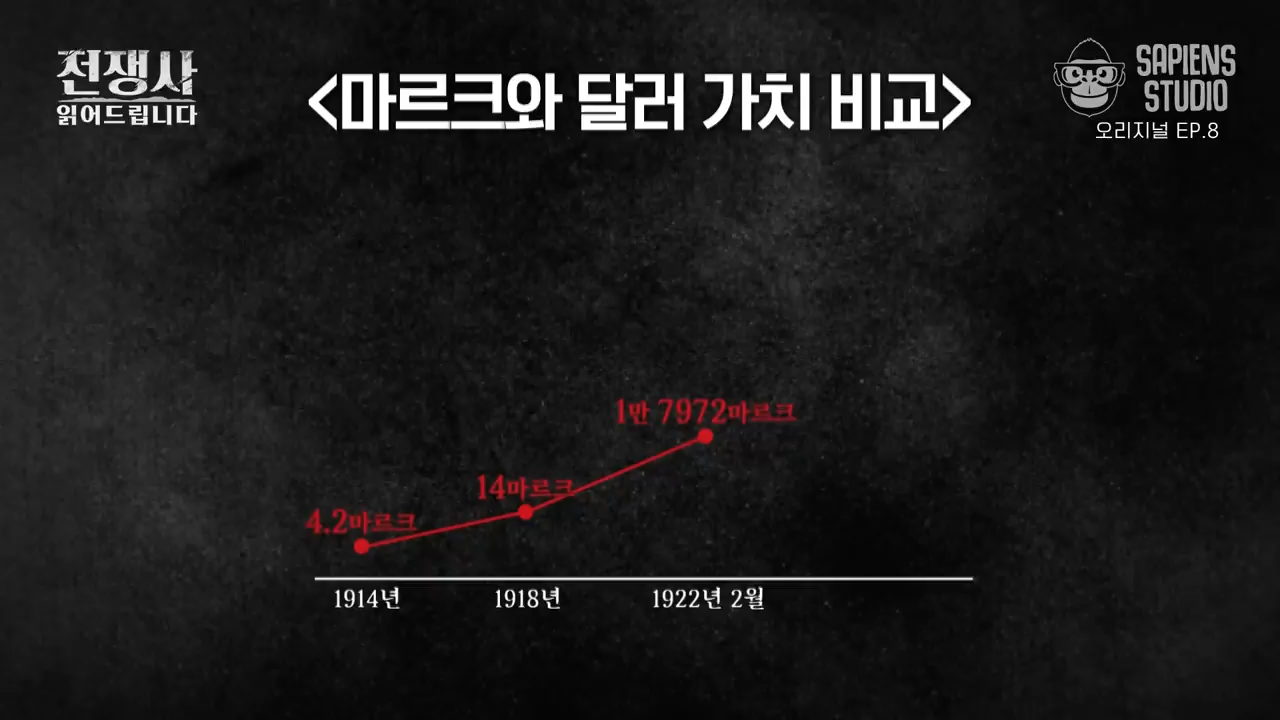 전쟁사
읽어드립니다
<마르크와 달러 가치 비교>
SAPIENS
STUDIO
오리지널 EP.8
1만 7972마르크
14마르크
4.2마르크
1914년
1918년
1922년 2월